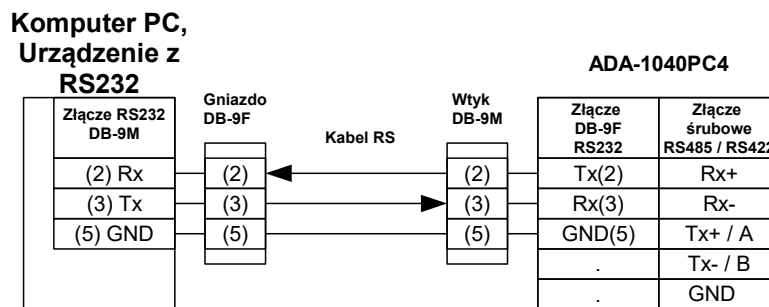 Komputer PC,
Urządzenie z
RS232
ADA-1040PC4
Złącze RS232
DB-9M
Gniazdo
DB-9F
Kabel RS
Wtyk
DB-9M
Złącze
DB-9F
RS232
Złącze
śrubowe
RS485 / RS422
(2) Rx
(2)
(2)
Tx(2)
Rx+
(3) Tx
(3)
(3)
Rx(3)
Rx-
(5) GND
(5)
(5)
GND(5)
Tx+ / A
.
Tx- / B
.
GND